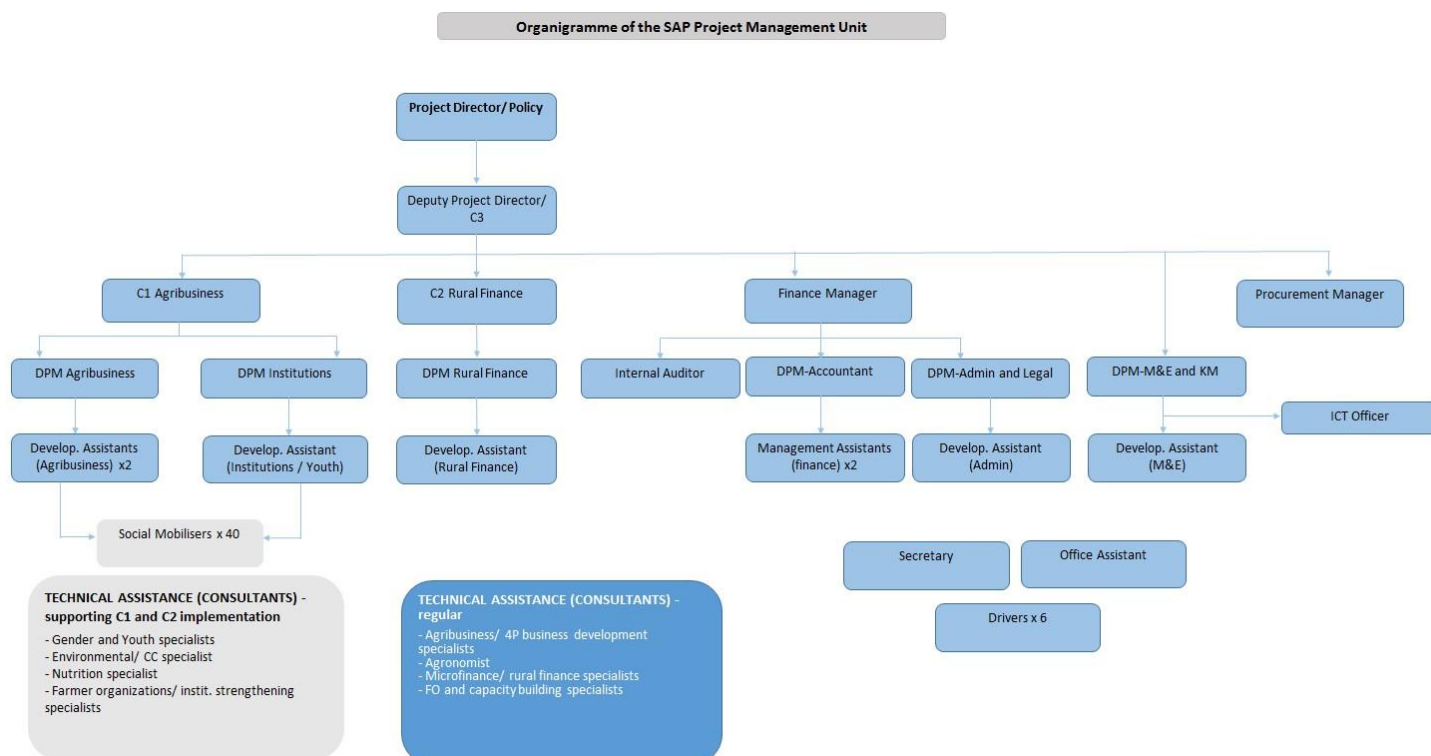 Organigramme of the SAP Project Management Unit
Project Director/ Policy
Deputy Project Director/
C3
C1 Agribusiness
C2 Rural Finance
Finance Manager
Procurement Manager
DPM Agribusiness
DPM Institutions
DPM Rural Finance
Internal Auditor
DPM-Accountant
DPM-Admin and Legal
DPM-M&E and KM
ICT Officer
Develop. Assistants
(Agribusiness) x2
Develop. Assistant
(Institutions / Youth)
Develop. Assistant
(Rural Finance)
Management Assistants
(finance) x2
Develop. Assistant
(Admin)
Develop. Assistant
(M&E)
Social Mobilisers x 40
Secretary
Office Assistant
Drivers x 6
TECHNICAL ASSISTANCE (CONSULTANTS) -
supporting C1 and C2 implementation
- Gender and Youth specialists
- Environmental/ CC specialist
- Nutrition specialist
- Farmer organizations/ instit. strengthening
specialists
TECHNICAL ASSISTANCE (CONSULTANTS) -
regular
- Agribusiness/ 4P business development
specialists
- Agronomist
- Microfinance/ rural finance specialists
- FO and capacity building specialists